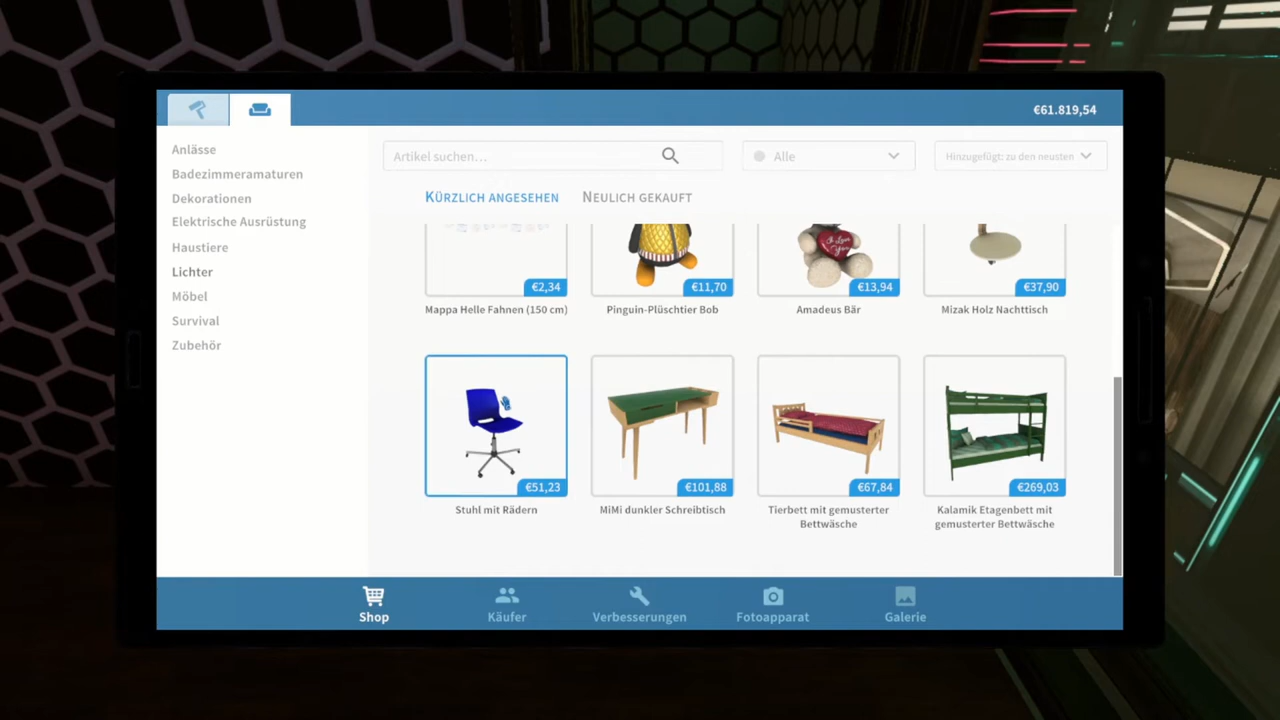 €61.819,54
Anlässe
Badezimmeramaturen
Dekorationen
Elektrische Ausrüstung
Haustiere
Lichter
Möbel
Survival
Zubehör
Artikel suchen...
Alle
Hinzugefügt: zu den neusten
KÜRZLICH ANGESEHEN
NEULICH GEKAUFT
I Love You
€2,34
€11,70
€13,94
€37,90
Mappa Helle Fahnen (150 cm)
Pinguin-Plüschtier Bob
Amadeus Bär
Mizak Holz Nachttisch
€51,23
€101,88
€67,84
€269,03
Stuhl mit Rädern
MiMi dunkler Schreibtisch
Tierbett mit gemusterter
Bettwäsche
Kalamik Etagenbett mit
gemusterter Bettwäsche
Shop
Käufer
Verbesserungen
Fotoapparat
Galerie